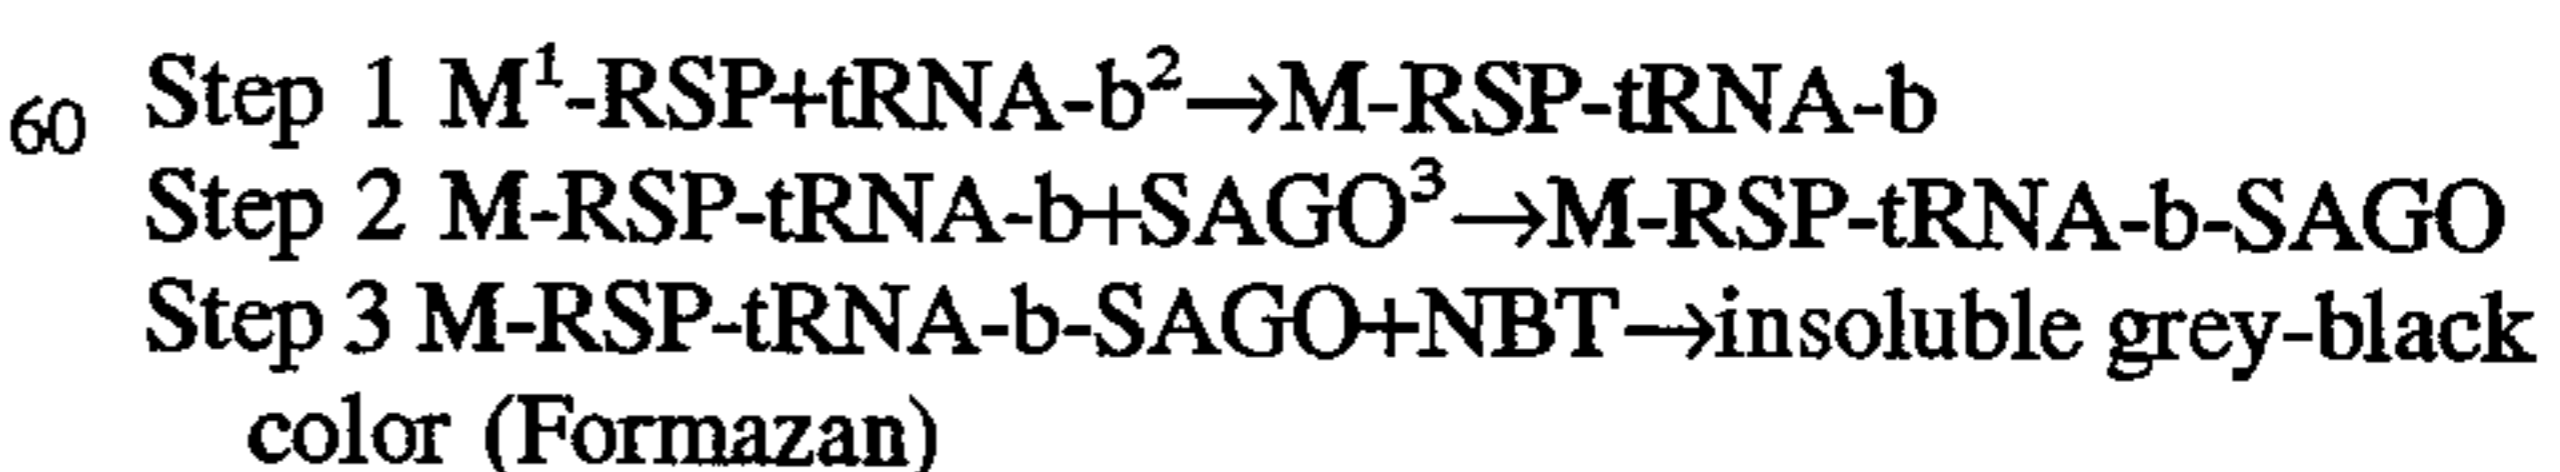 60 Step 1 M¹-RSP+tRNA-b²→M-RSP-tRNA-b
Step 2 M-RSP-tRNA-b+SAGO³→M-RSP-tRNA-b-SAGO
Step 3 M-RSP-tRNA-b-SAGO+NBT→insoluble grey-black
color (Formazan)